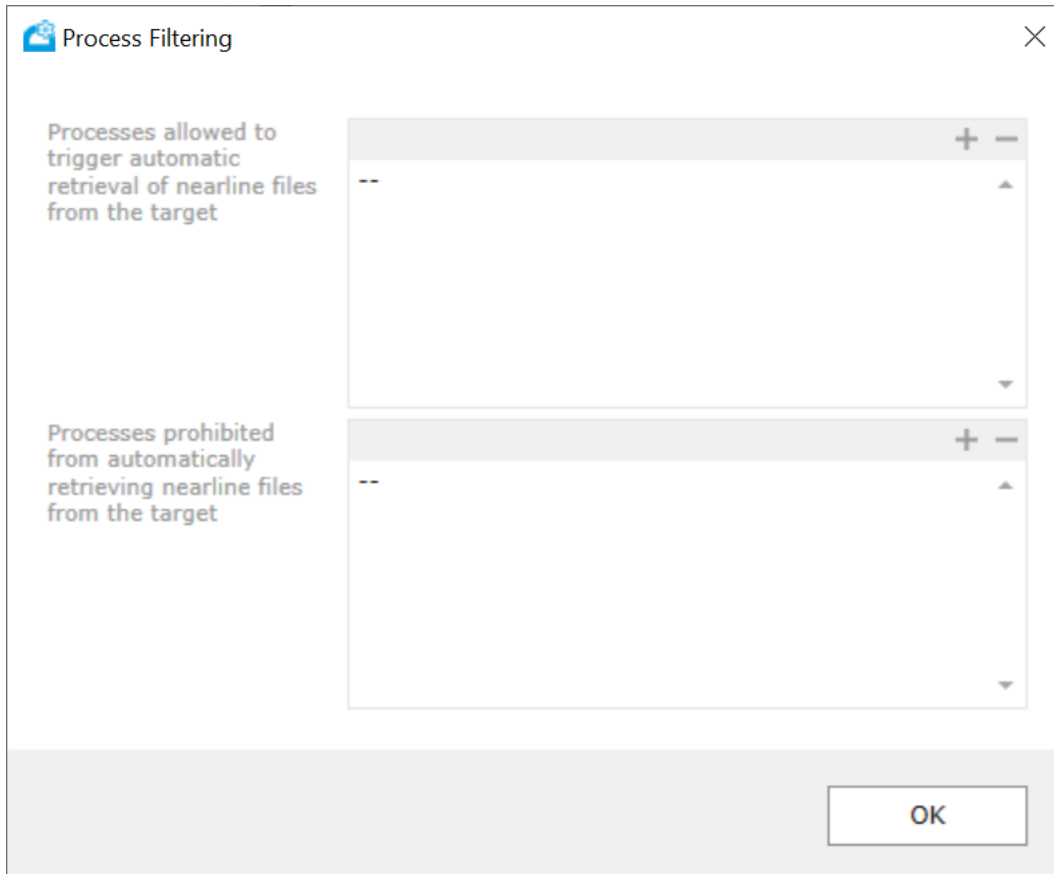 Process Filtering
Processes allowed to
trigger automatic
retrieval of nearline files
from the target
--
Processes prohibited
from automatically
retrieving nearline files
from the target
--
OK